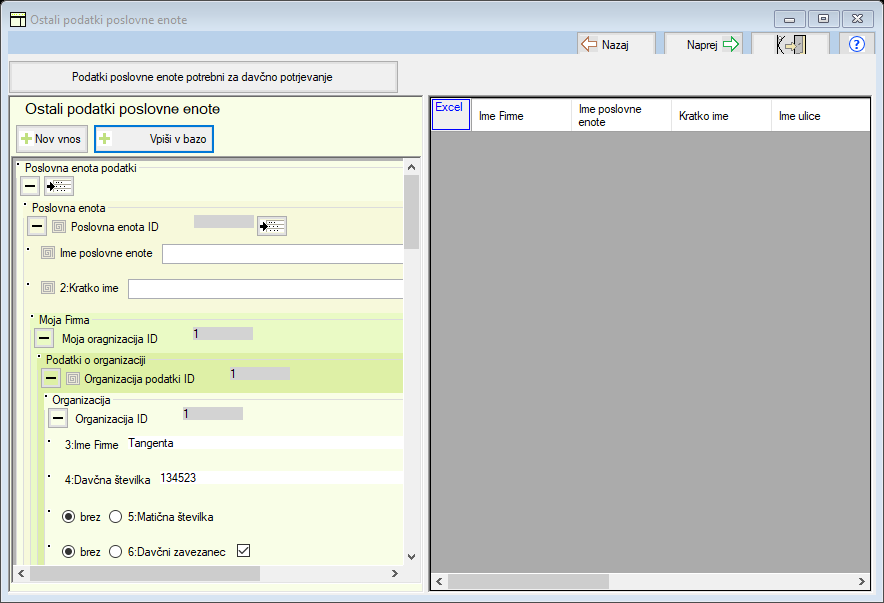 Ostali podatki poslovne enote
Nazaj
Naprej
?
Podatki poslovne enote potrebni za davčno potrjevanje
Ostali podatki poslovne enote
Nov vnos
Vpiši v bazo
Poslovna enota podatki
Poslovna enota
Poslovna enota ID
Ime poslovne enote
2:Kratko ime
Moja Firma
Moja oragnizacija ID 1
Podatki o organizaciji
Organizacija podatki ID 1
Organizacija
Organizacija ID 1
3:Ime Firme Tangenta
4:Davčna številka 134523
brez 5:Matična številka
brez 6:Davčni zavezanec
Excel
Ime Firme
Ime poslovne
enote
Kratko ime
Ime ulice